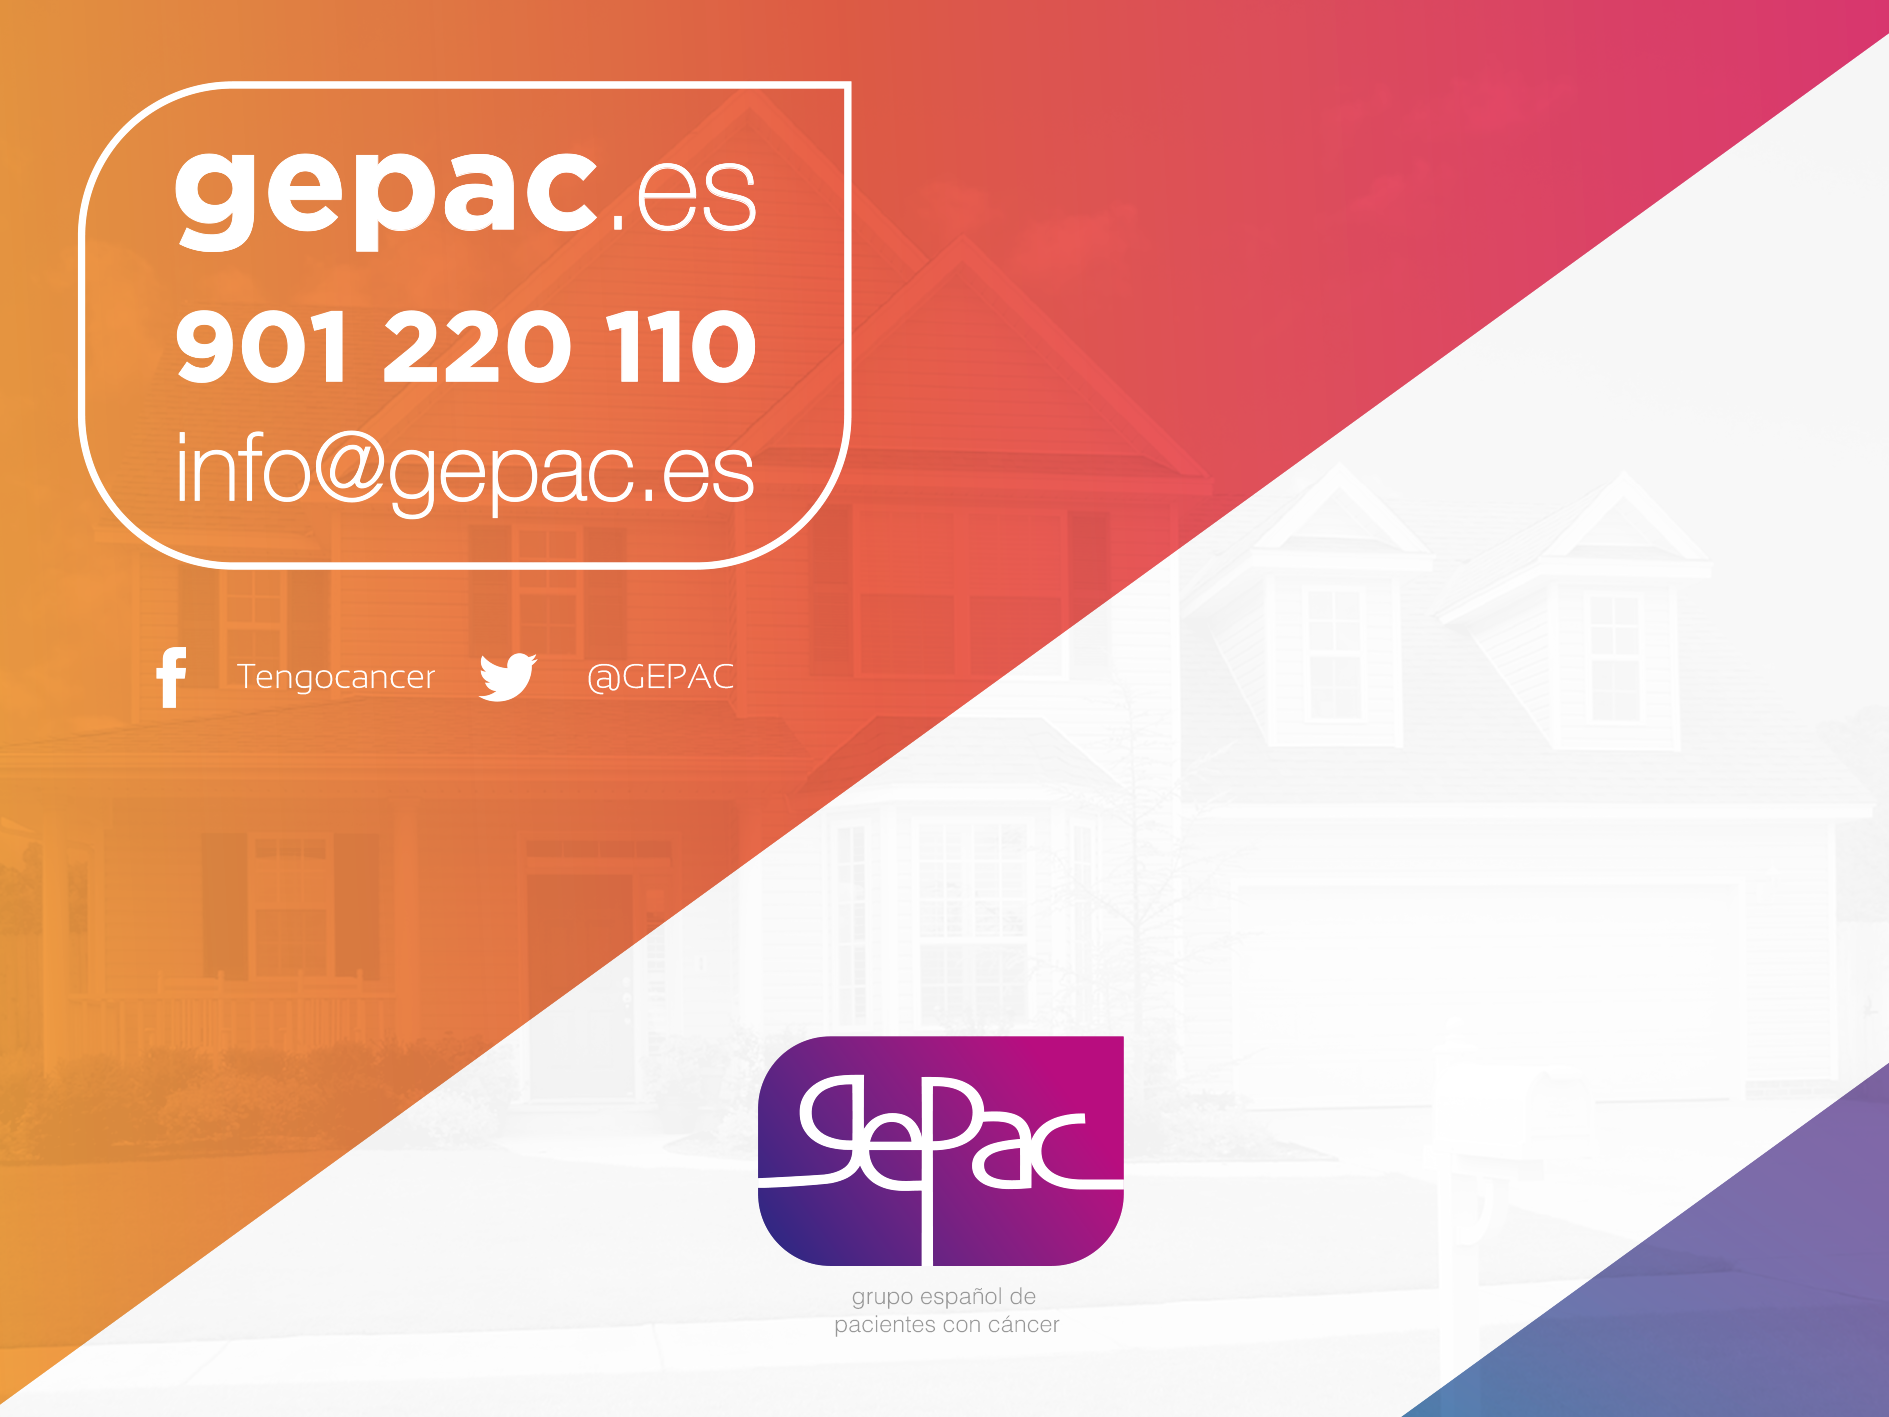 gepac.es
901 220 110
info@gepac.es
Tengocancer @GEPAC
gepac
grupo español de
pacientes con cáncer